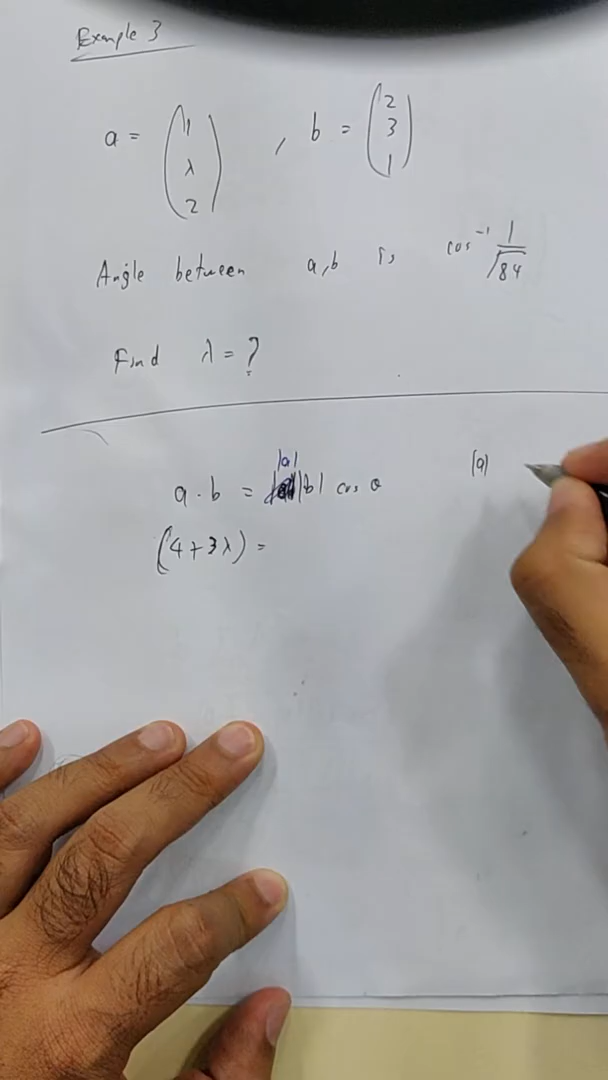 Example 3
a = (1 λ 2) , b = (2 3 1)
Angle between a,b is cos⁻¹ 1/√84
Find λ = ?
|a|
a · b = |b| cos θ |a|
(4+3λ) =